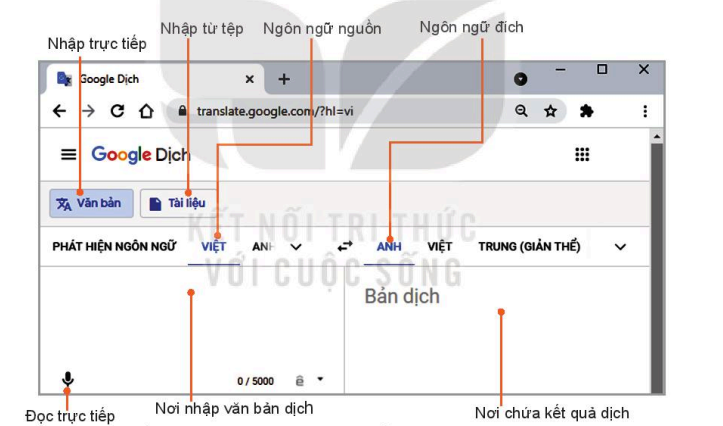 Nhập từ tệp Ngôn ngữ nguồn Ngôn ngữ đích
Nhập trực tiếp
Google Dịch
translate.google.com/?hl=vi
Google Dịch
Văn bản Tài liệu
KẾT NỐI TRI THỨC
PHÁT HIỆN NGÔN NGỮ VIỆT ANH ANH VIỆT TRUNG (GIẢN THỂ)
VỚI CUỘC SỐNG
Bản dịch
0 / 5000 ê
Đọc trực tiếp Nơi nhập văn bản dịch Nơi chứa kết quả dịch